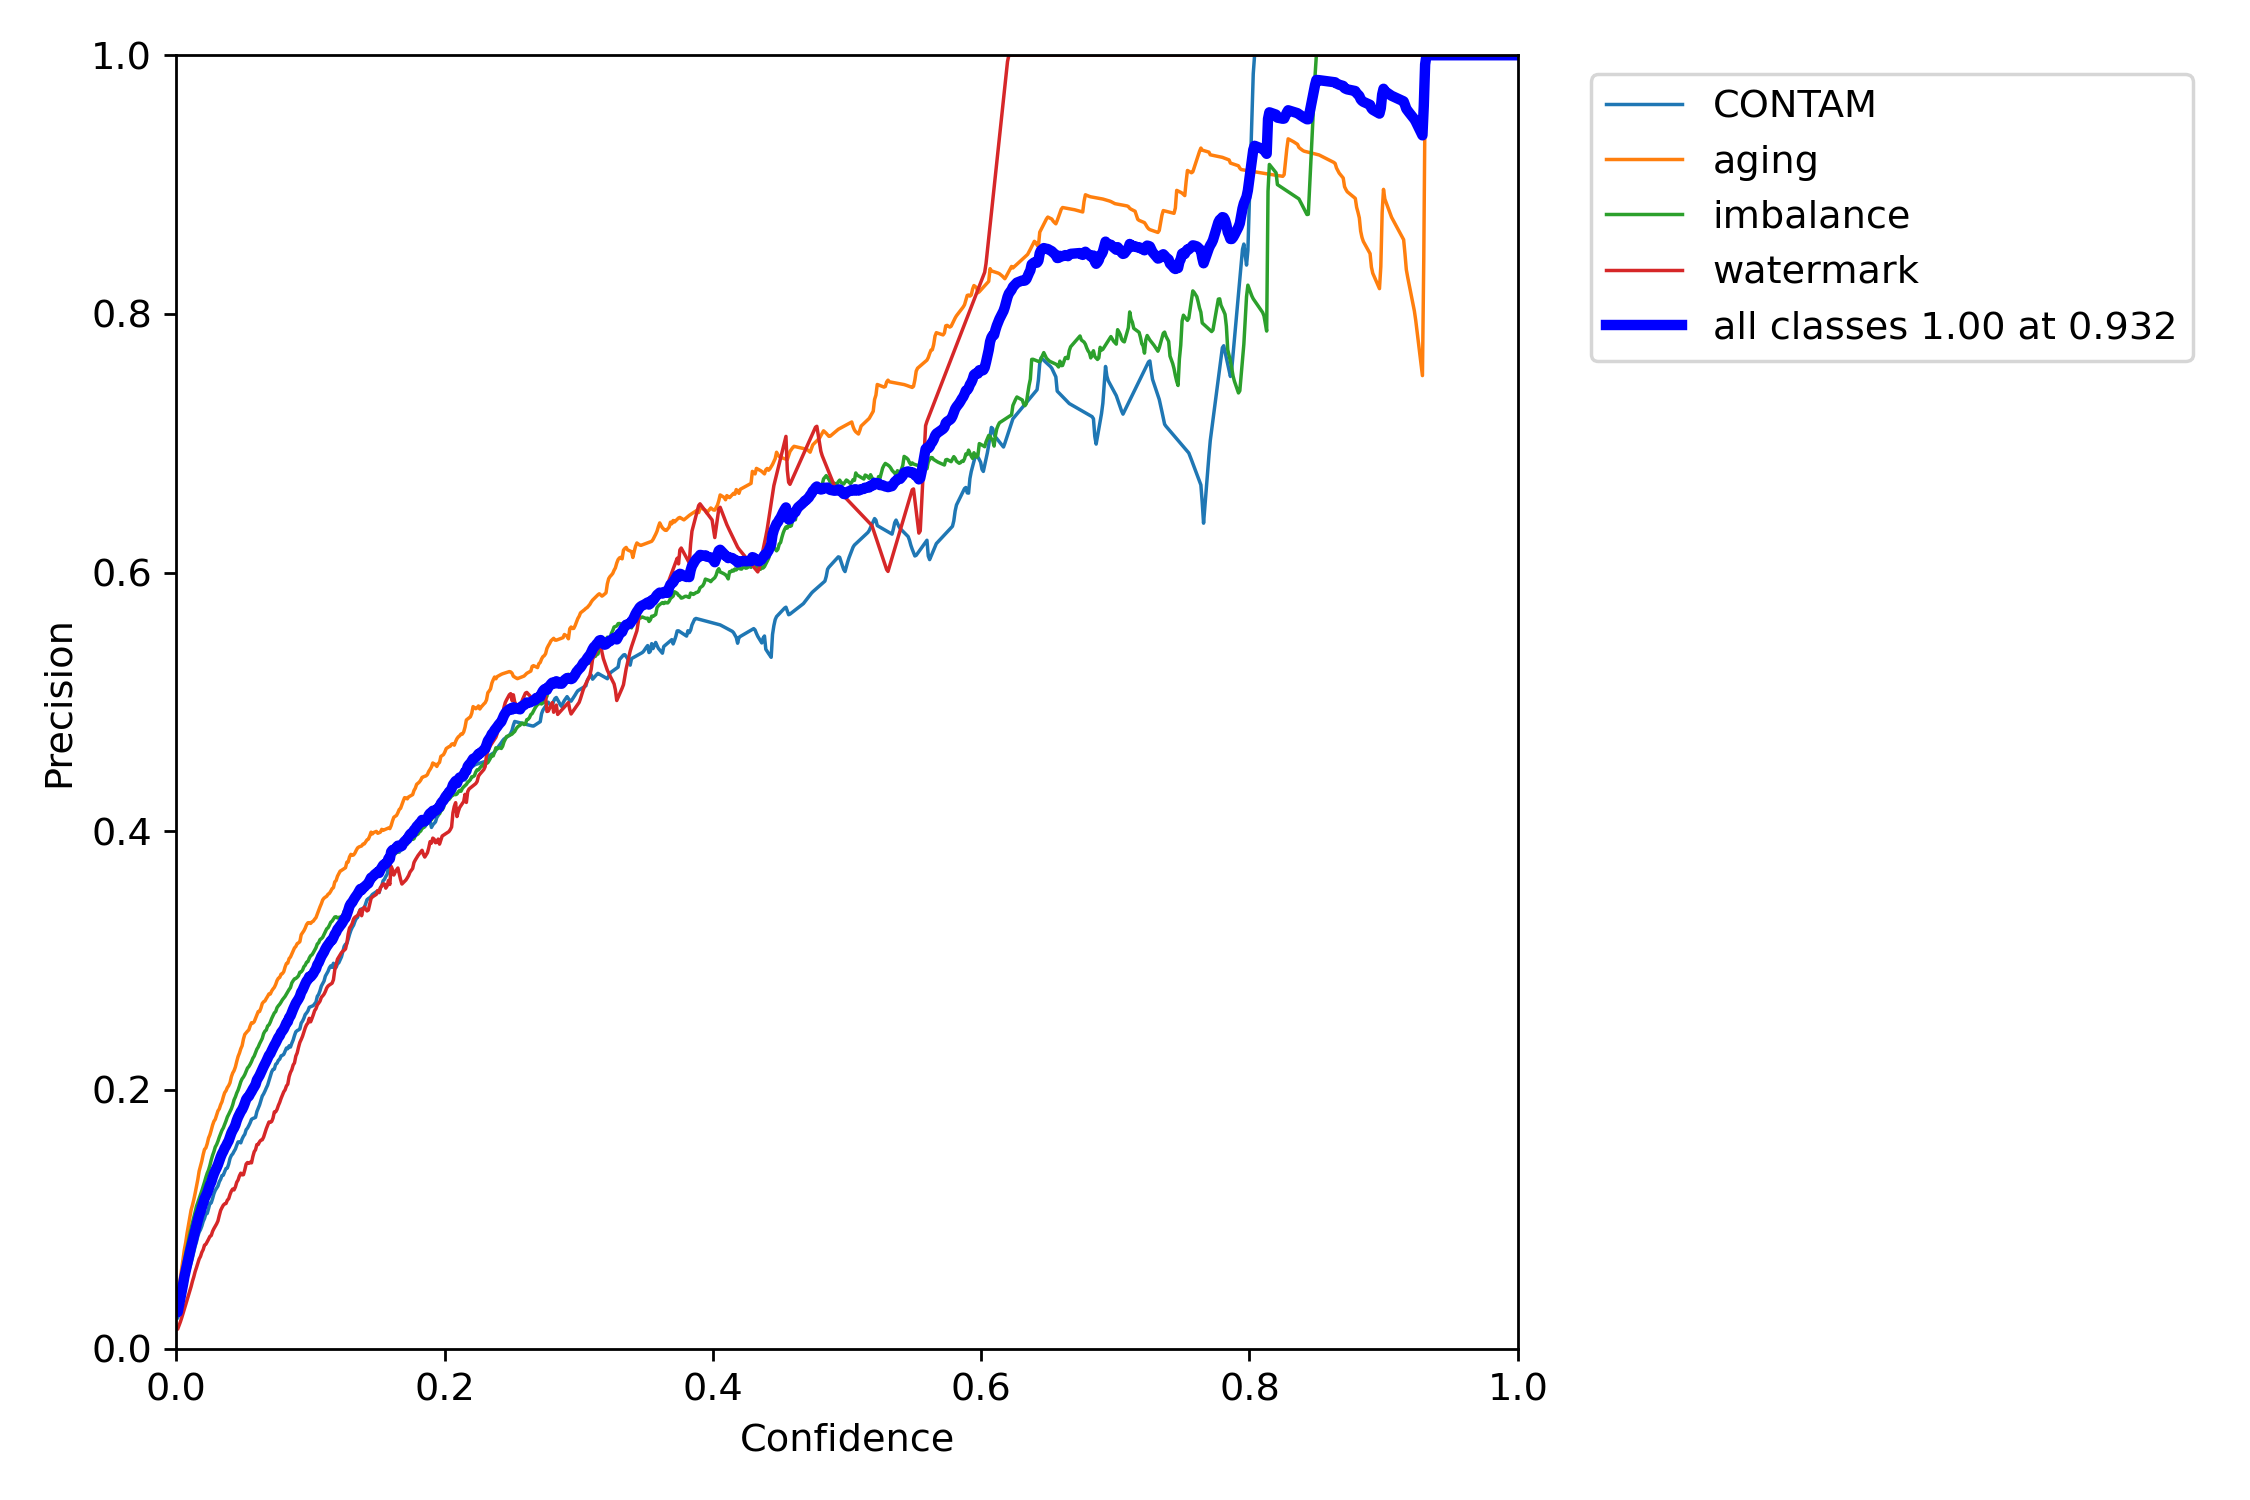 1.0
0.8
0.6
0.4
0.2
0.0
0.0 0.2 0.4 0.6 0.8 1.0
Precision
Confidence
CONTAM
aging
imbalance
watermark
all classes 1.00 at 0.932